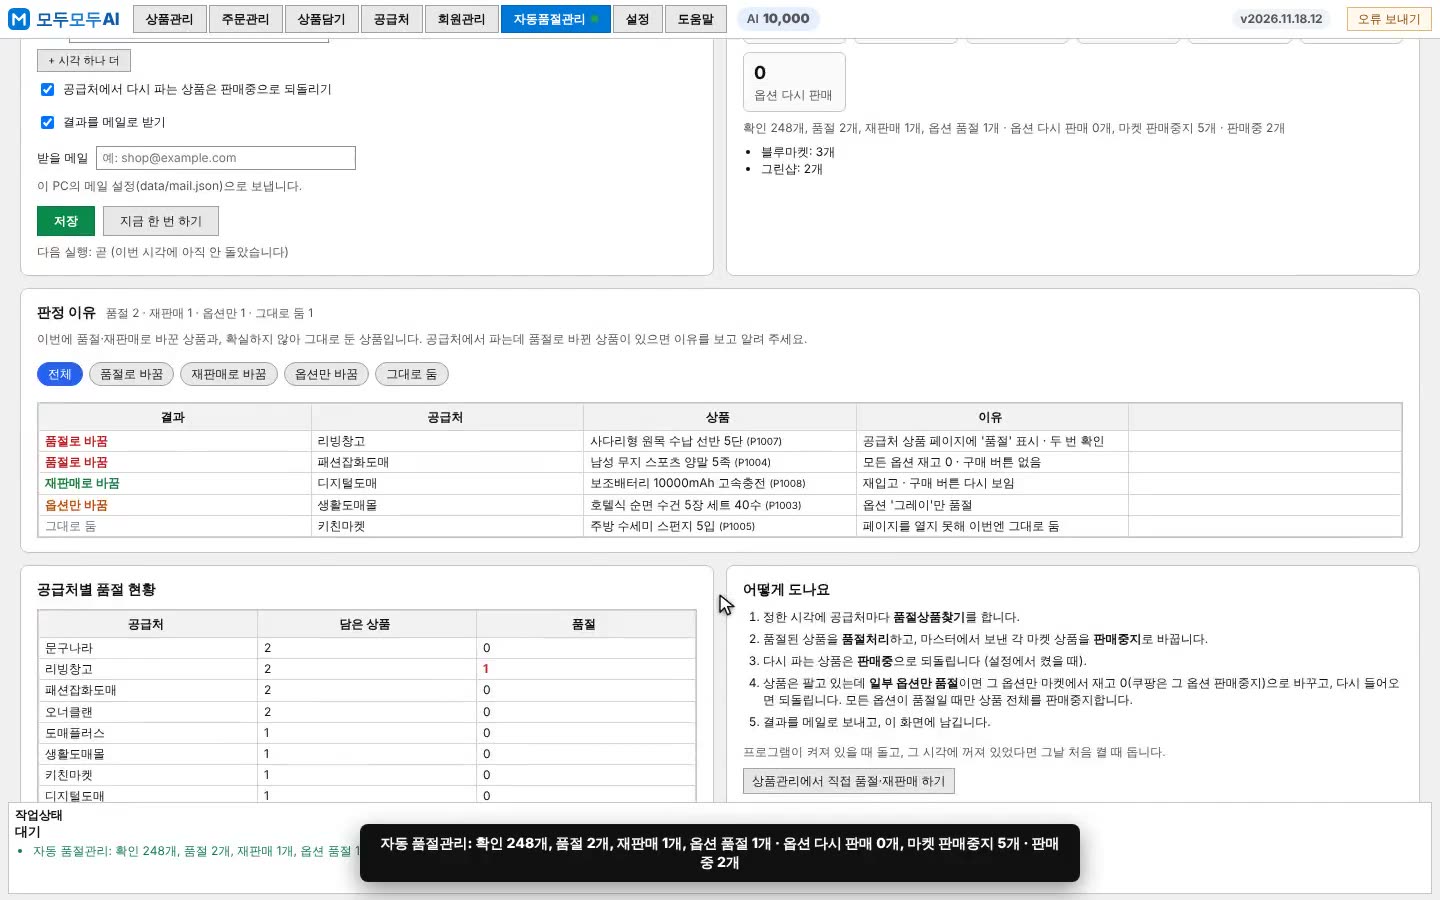 모두모두AI
상품관리
주문관리
상품담기
공급처
회원관리
자동품절관리
설정
도움말
AI 10,000
v2026.11.18.12
오류 보내기
+ 시각 하나 더
공급처에서 다시 파는 상품은 판매중으로 되돌리기
결과를 메일로 받기
받을 메일
예: shop@example.com
이 PC의 메일 설정(data/mail.json)으로 보냅니다.
저장
지금 한 번 하기
다음 실행: 곧 (이번 시각에 아직 안 돌았습니다)
0
옵션 다시 판매
확인 248개, 품절 2개, 재판매 1개, 옵션 품절 1개 · 옵션 다시 판매 0개, 마켓 판매중지 5개 · 판매중 2개
• 블루마켓: 3개
• 그린샵: 2개
판정 이유 품절 2 · 재판매 1 · 옵션만 1 · 그대로 둠 1
이번에 품절·재판매로 바꾼 상품과, 확실하지 않아 그대로 둔 상품입니다. 공급처에서 파는데 품절로 바뀐 상품이 있으면 이유를 보고 알려 주세요.
전체
품절로 바꿈
재판매로 바꿈
옵션만 바꿈
그대로 둠
결과 공급처 상품 이유
품절로 바꿈 리빙창고 사다리형 원목 수납 선반 5단 (P1007) 공급처 상품 페이지에 '품절' 표시 · 두 번 확인
품절로 바꿈 패션잡화도매 남성 무지 스포츠 양말 5족 (P1004) 모든 옵션 재고 0 · 구매 버튼 없음
재판매로 바꿈 디지털도매 보조배터리 10000mAh 고속충전 (P1008) 재입고 · 구매 버튼 다시 보임
옵션만 바꿈 생활도매몰 호텔식 순면 수건 5장 세트 40수 (P1003) 옵션 '그레이'만 품절
그대로 둠 키친마켓 주방 수세미 스펀지 5입 (P1005) 페이지를 열지 못해 이번엔 그대로 둠
공급처별 품절 현황
공급처 담은 상품 품절
문구나라 2 0
리빙창고 2 1
패션잡화도매 2 0
오너클랜 2 0
도매플러스 1 0
생활도매몰 1 0
키친마켓 1 0
디지털도매 1 0
어떻게 도나요
1. 정한 시각에 공급처마다 품절상품찾기를 합니다.
2. 품절된 상품을 품절처리하고, 마스터에서 보낸 각 마켓 상품을 판매중지로 바꿉니다.
3. 다시 파는 상품은 판매중으로 되돌립니다 (설정에서 켰을 때).
4. 상품은 팔고 있는데 일부 옵션만 품절이면 그 옵션만 마켓에서 재고 0(쿠팡은 그 옵션 판매중지)으로 바꾸고, 다시 들어오
면 되돌립니다. 모든 옵션이 품절일 때만 상품 전체를 판매중지합니다.
5. 결과를 메일로 보내고, 이 화면에 남깁니다.
프로그램이 켜져 있을 때 돌고, 그 시각에 꺼져 있었다면 그날 처음 켤 때 돕니다.
상품관리에서 직접 품절·재판매 하기
작업상태
대기
• 자동 품절관리: 확인 248개, 품절 2개, 재판매 1개, 옵션 품절 1
자동 품절관리: 확인 248개, 품절 2개, 재판매 1개, 옵션 품절 1개 · 옵션 다시 판매 0개, 마켓 판매중지 5개 · 판매
중 2개